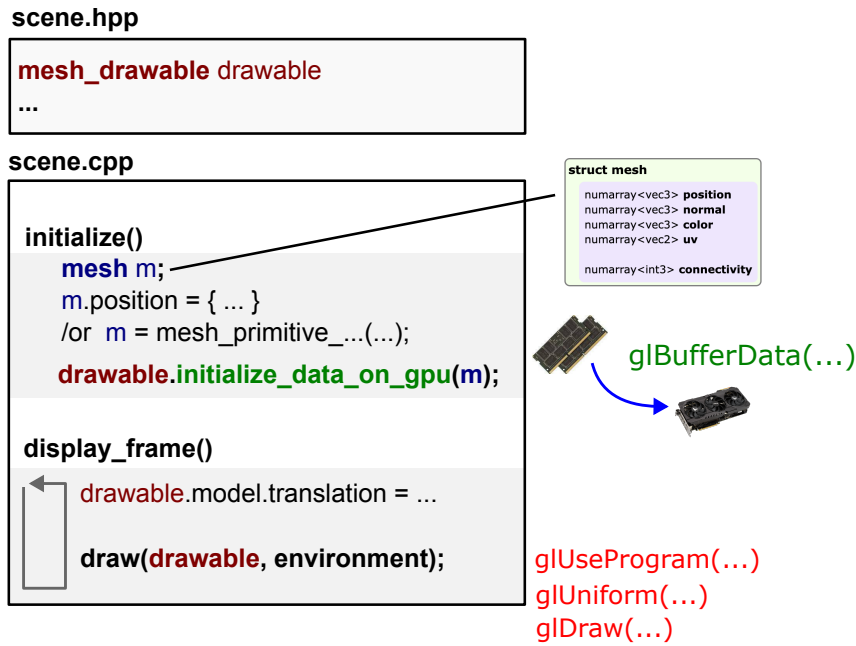 scene.hpp
mesh_drawable drawable
...
scene.cpp
initialize()
mesh m;
m.position = { ... }
/or m = mesh_primitive_...(...);
drawable.initialize_data_on_gpu(m);
struct mesh
numarray<vec3> position
numarray<vec3> normal
numarray<vec3> color
numarray<vec2> uv
numarray<int3> connectivity
glBufferData(...)
display_frame()
drawable.model.translation = ...
draw(drawable, environment);
glUseProgram(...)
glUniform(...)
glDraw(...)